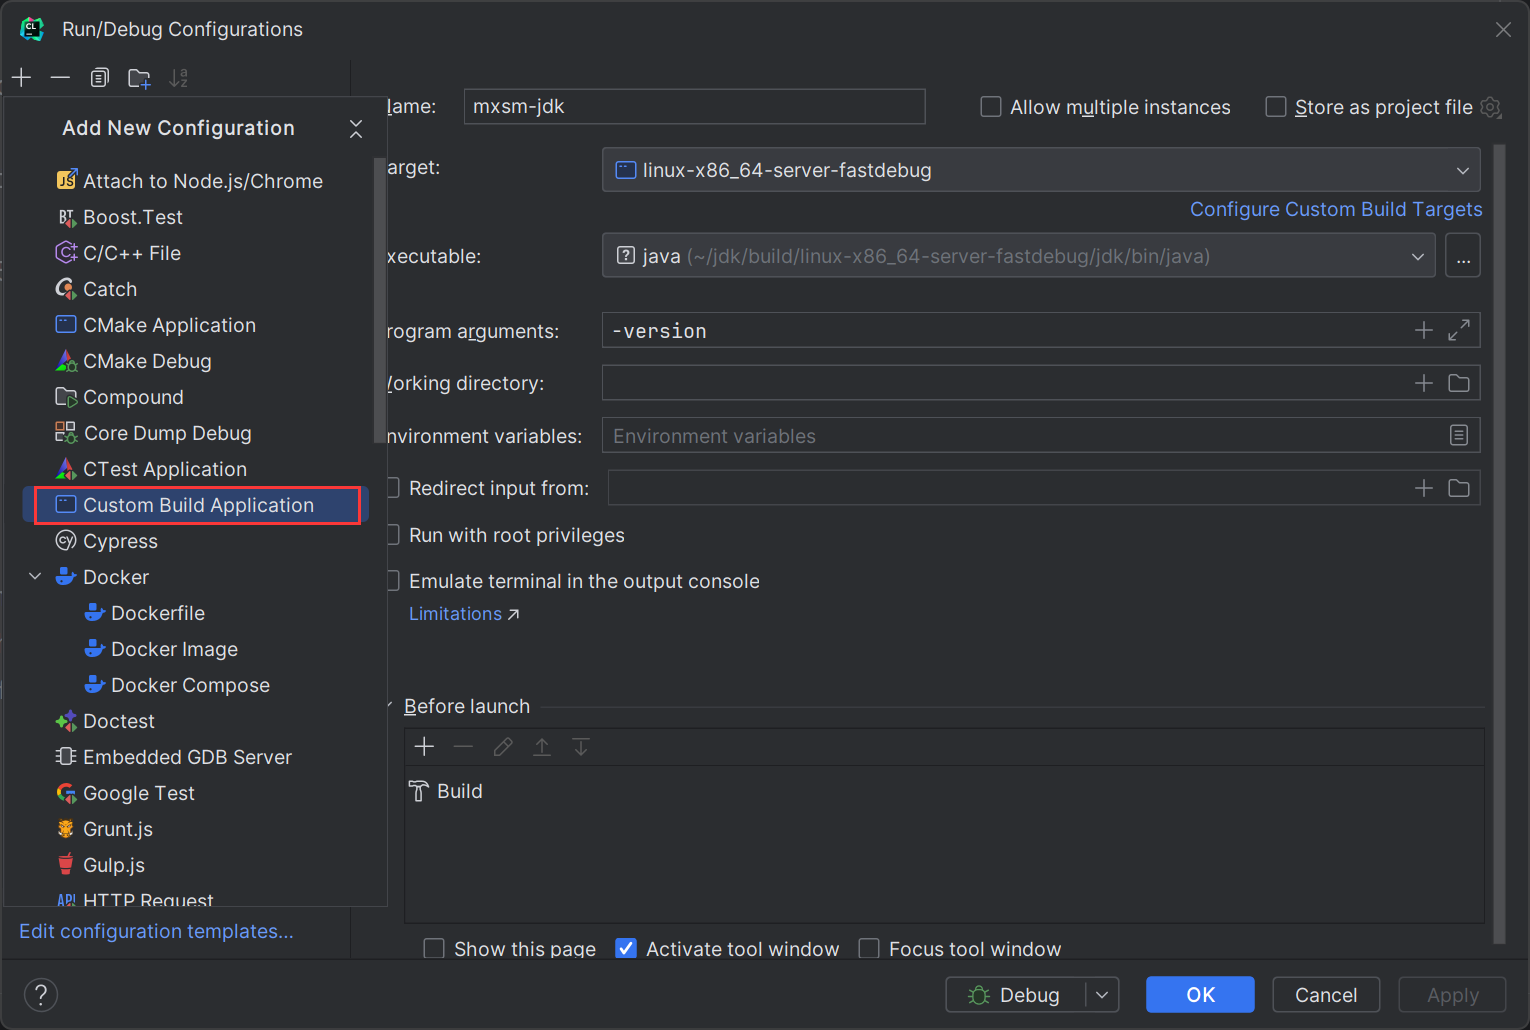 Run/Debug Configurations
Add New Configuration
Attach to Node.js/Chrome
Boost.Test
C/C++ File
Catch
CMake Application
CMake Debug
Compound
Core Dump Debug
CTest Application
Custom Build Application
Cypress
Docker
Dockerfile
Docker Image
Docker Compose
Doctest
Embedded GDB Server
Google Test
Grunt.js
Gulp.js
HTTP Request
Edit configuration templates...
ame: mxsm-jdk Allow multiple instances Store as project file
arget: linux-x86_64-server-fastdebug
Configure Custom Build Targets
xecutable: java (~/jdk/build/linux-x86_64-server-fastdebug/jdk/bin/java) ...
rogram arguments: -version
orking directory:
nvironment variables: Environment variables
Redirect input from:
Run with root privileges
Emulate terminal in the output console
Limitations ↗
Before launch
Build
Show this page Activate tool window Focus tool window
? Debug OK Cancel Apply